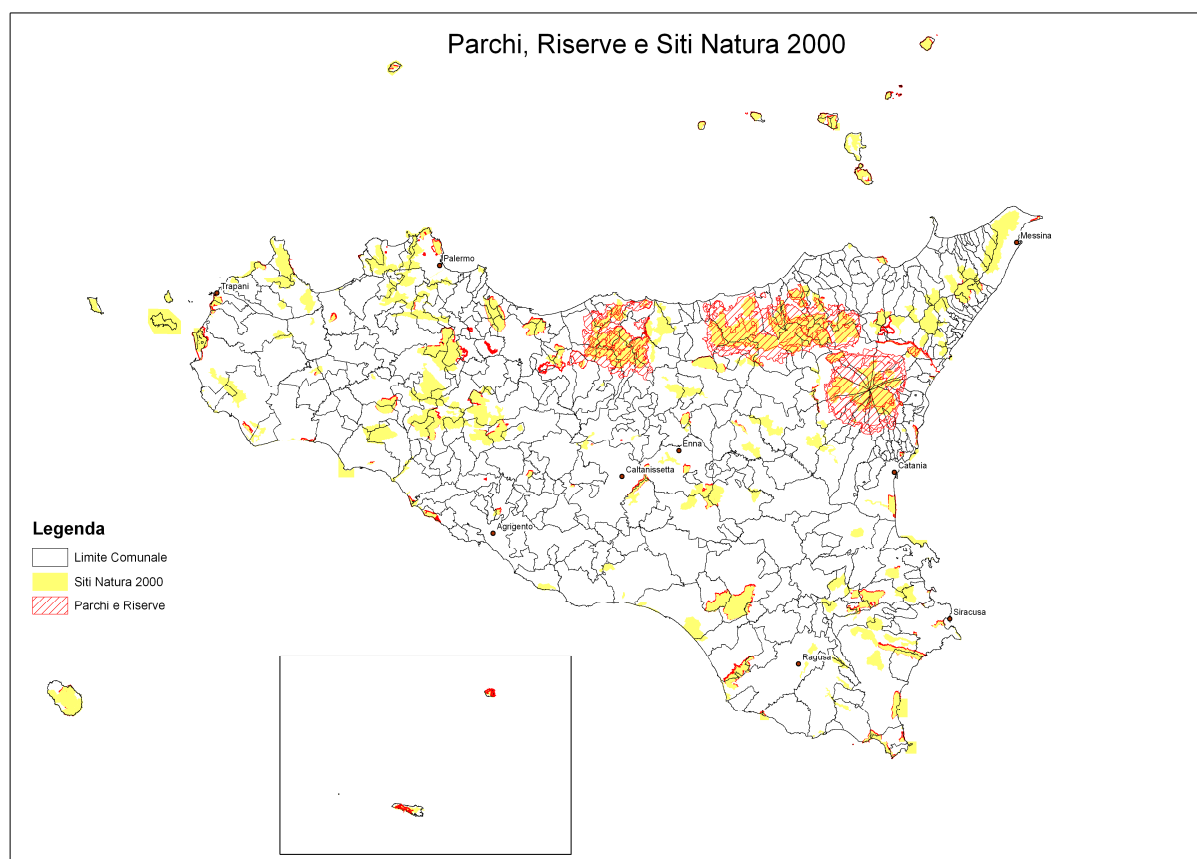 Parchi, Riserve e Siti Natura 2000
Messina
Palermo
Trapani
Enna
Catania
Caltanissetta
Agrigento
Siracusa
Ragusa
Legenda
Limite Comunale
Siti Natura 2000
Parchi e Riserve